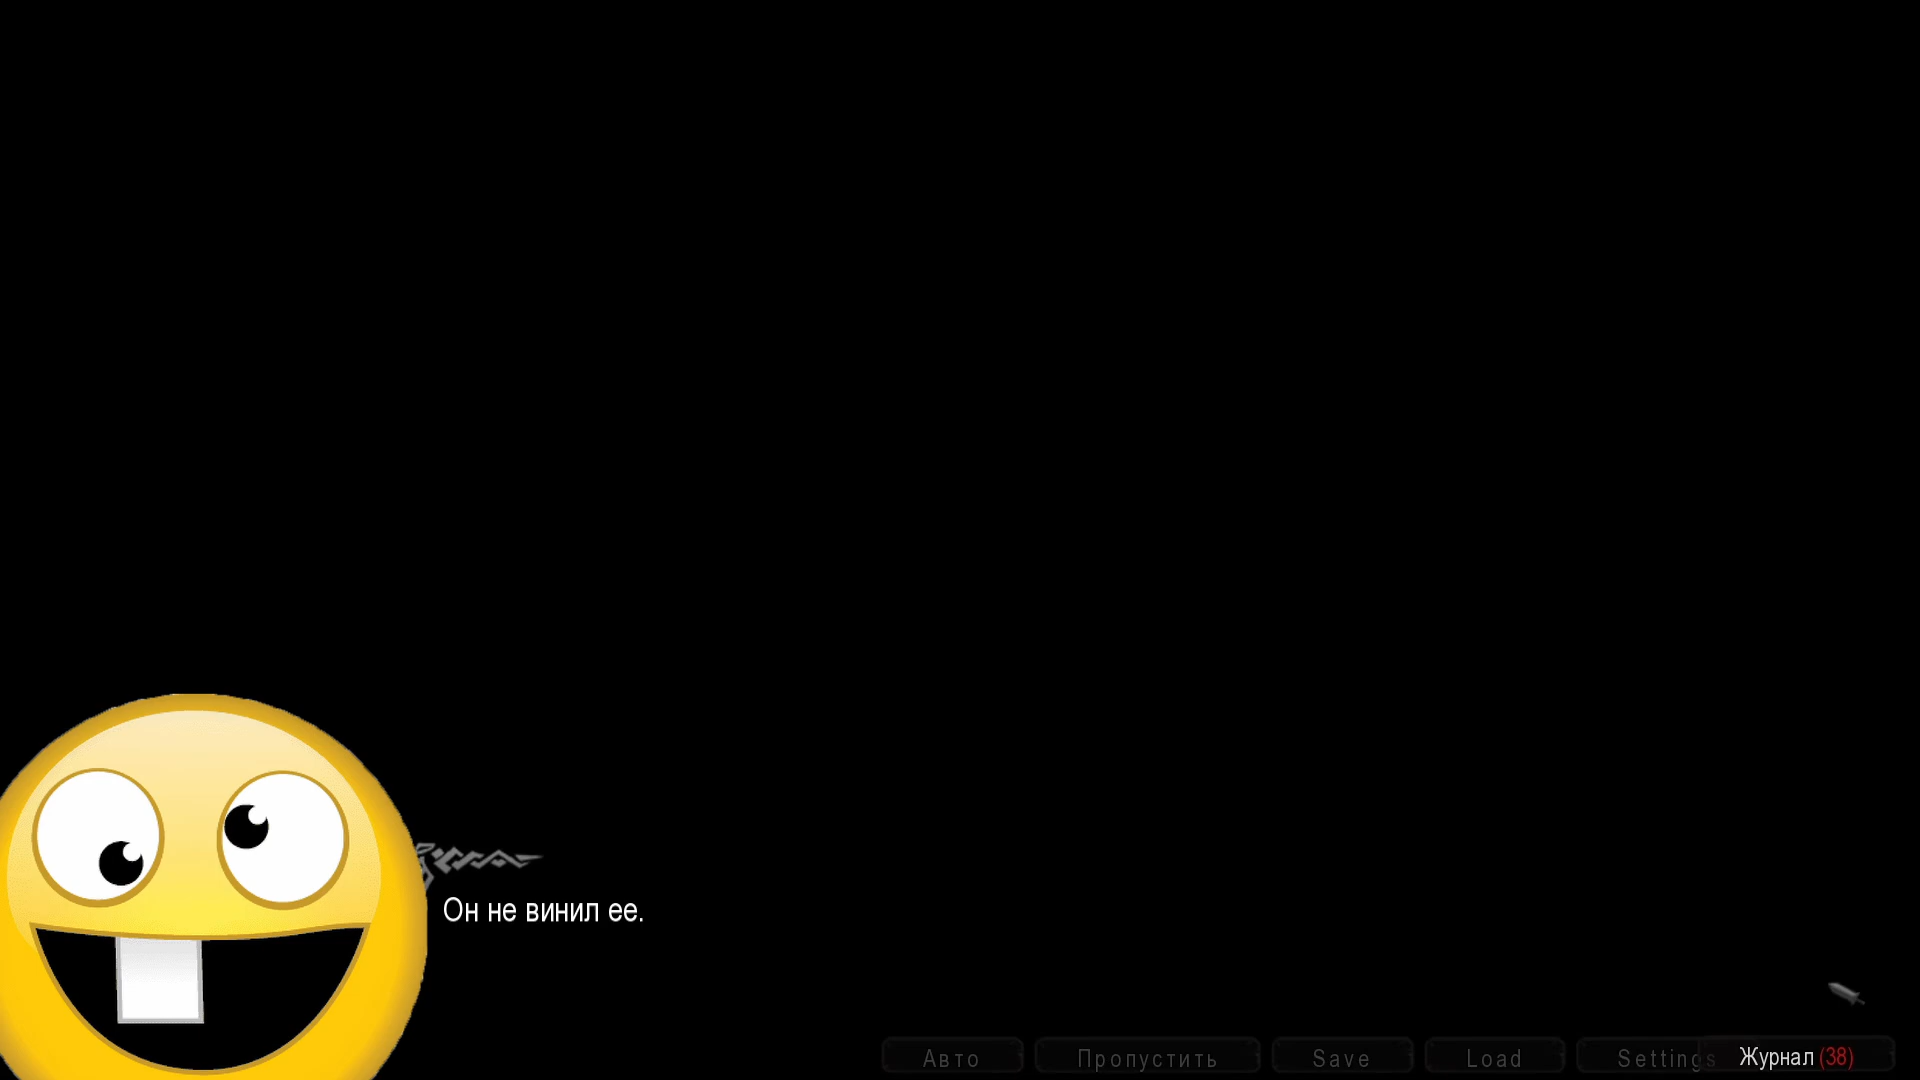 Он не винил ее.
Авто
Пропустить
Save
Load
Settings
Журнал (38)